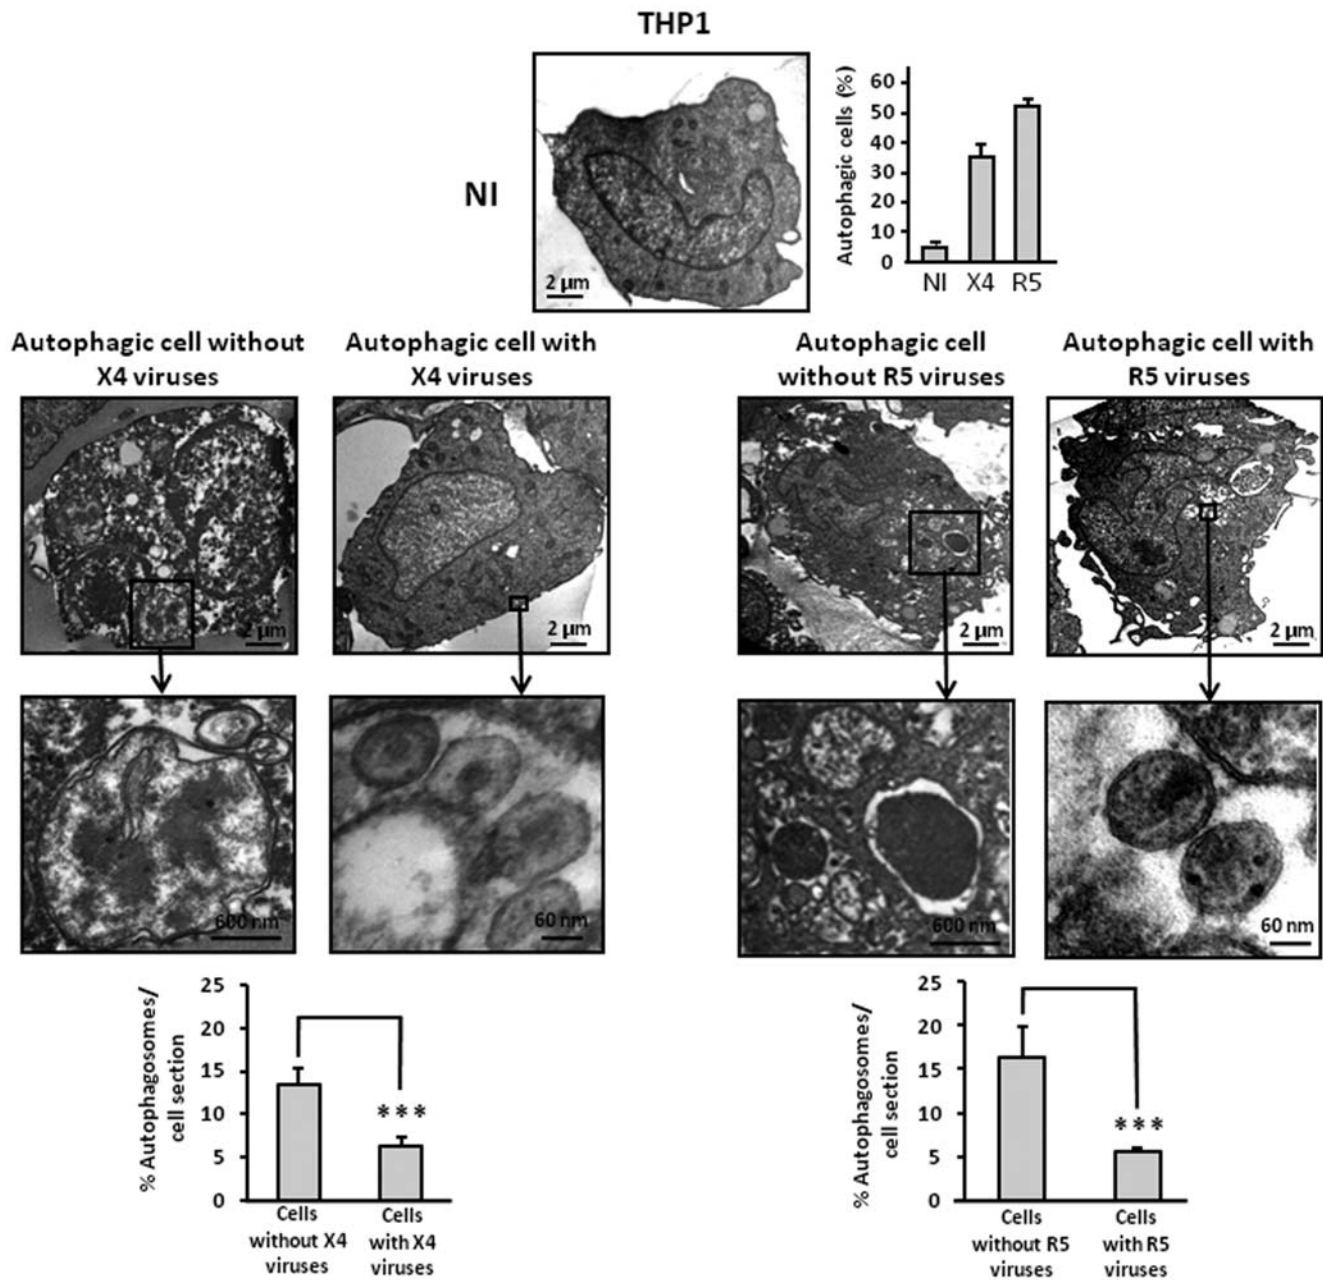 THP1
NI
2 μm
Autophagic cells (%)
60
50
40
30
20
10
0
NI X4 R5
Autophagic cell without
X4 viruses
2 μm
600 nm
Autophagic cell with
X4 viruses
2 μm
60 nm
Autophagic cell
without R5 viruses
2 μm
600 nm
Autophagic cell with
R5 viruses
2 μm
60 nm
% Autophagosomes/
cell section
25
20
15
10
5
0
***
Cells
without X4
viruses
Cells
with X4
viruses
% Autophagosomes/
cell section
25
20
15
10
5
0
***
Cells
without R5
viruses
Cells
with R5
viruses